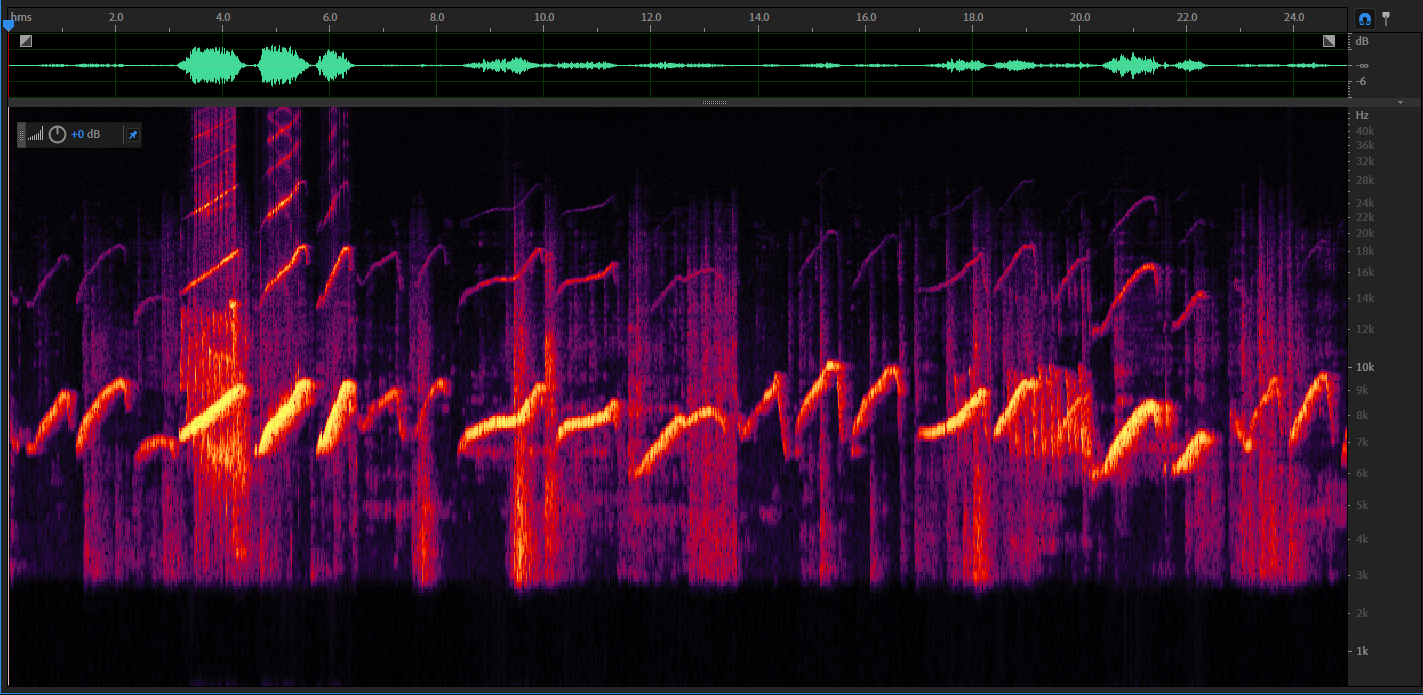 hms 2.0 4.0 6.0 8.0 10.0 12.0 14.0 16.0 18.0 20.0 22.0 24.0
dB
-∞
-6
+0 dB
Hz
40k
36k
32k
28k
24k
22k
20k
18k
16k
14k
12k
10k
9k
8k
7k
6k
5k
4k
3k
2k
1k